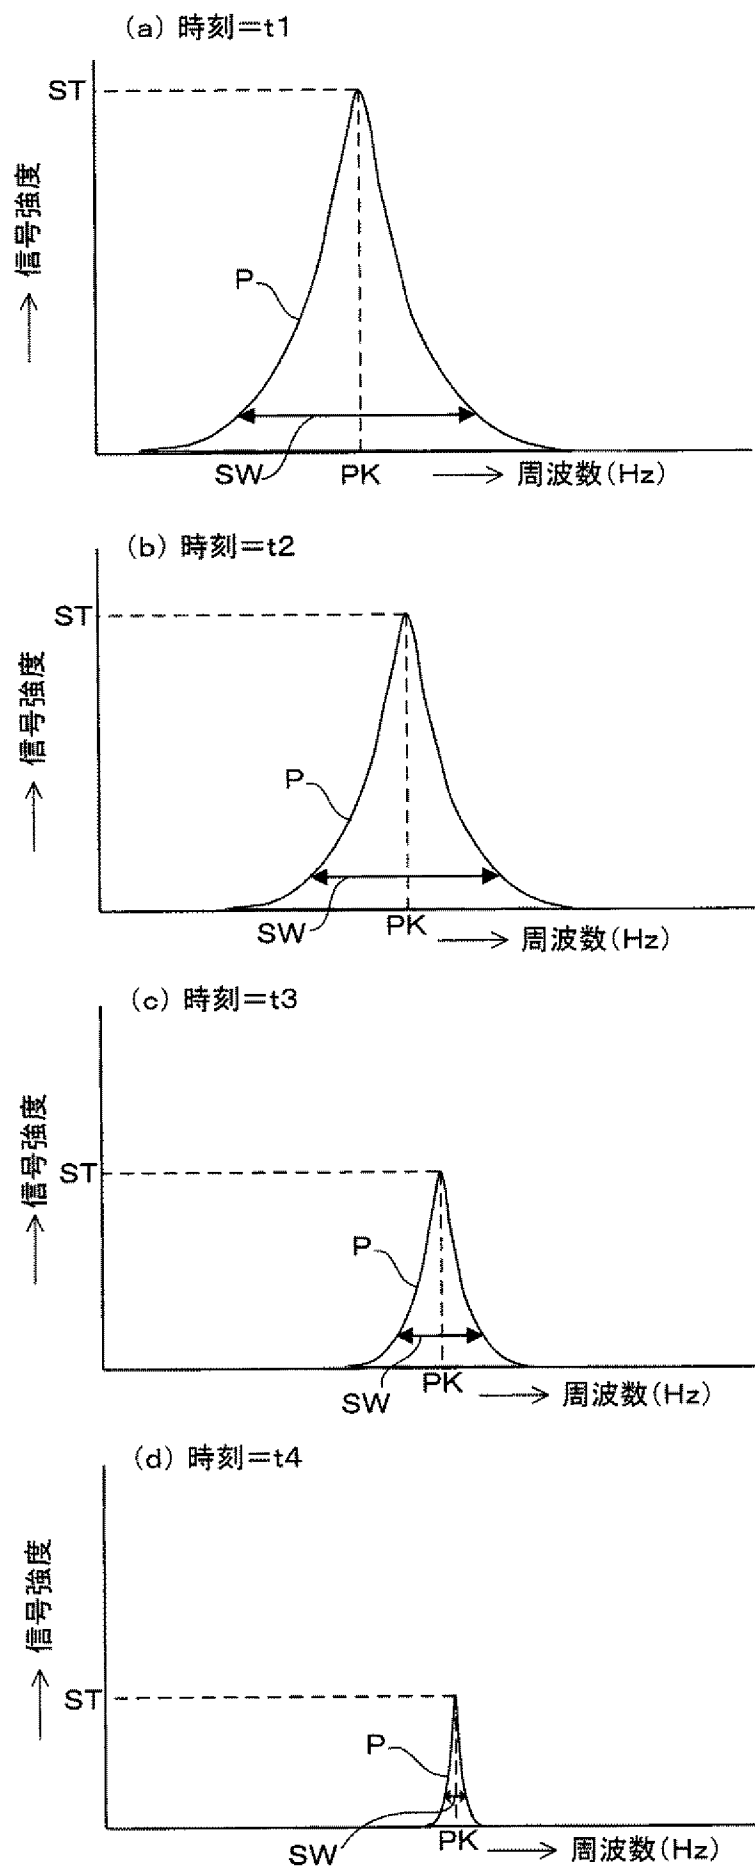 (a) 時刻=t1
ST
信号強度
P
SW
PK
周波数(Hz)
(b) 時刻=t2
ST
信号強度
P
SW
PK
周波数(Hz)
(c) 時刻=t3
信号強度
ST
P
SW
PK
周波数(Hz)
(d) 時刻=t4
信号強度
ST
P
SW
PK
周波数(Hz)